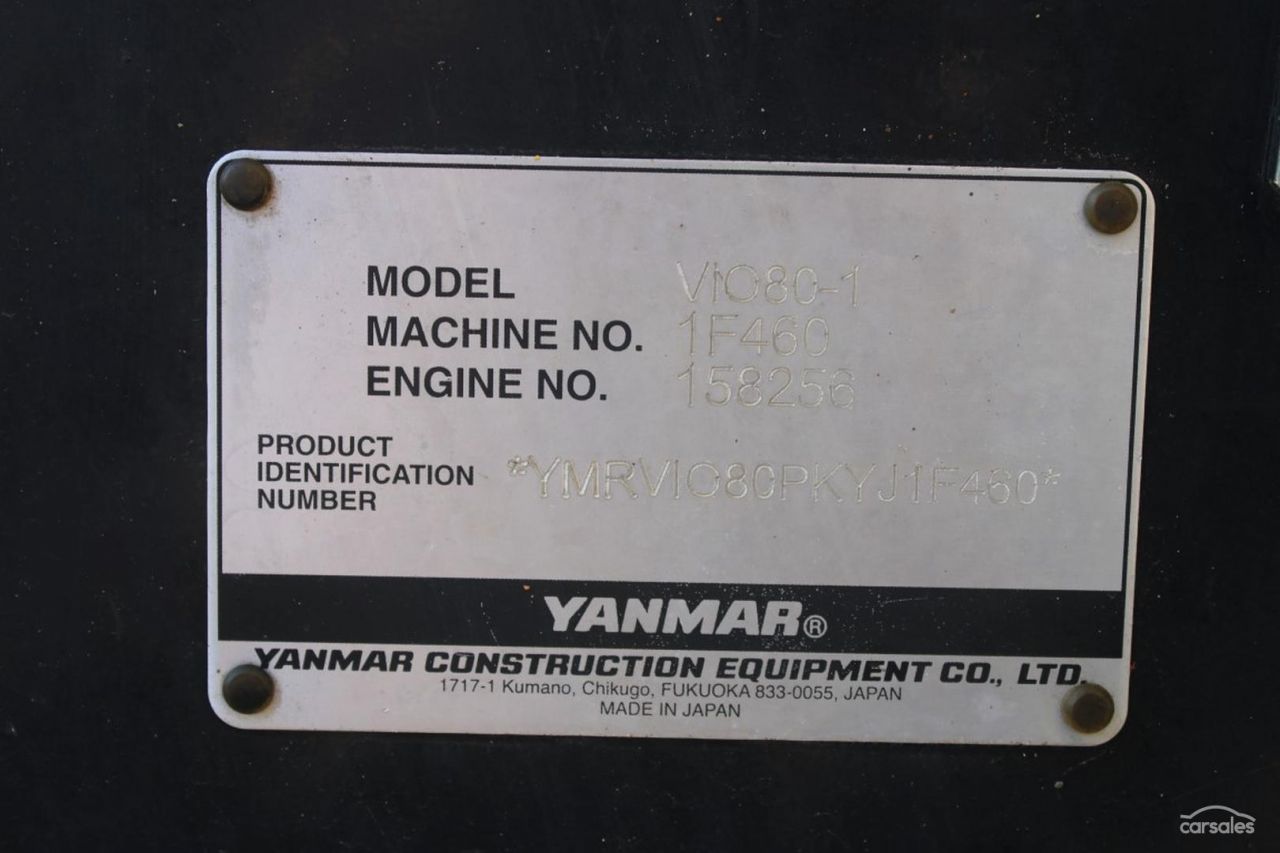 MODEL VIO80-1
MACHINE NO. 1F460
ENGINE NO. 158256
PRODUCT
IDENTIFICATION
NUMBER
*YMRVIO80PKYJ1F460*
YANMAR®
YANMAR CONSTRUCTION EQUIPMENT CO., LTD.
1717-1 Kumano, Chikugo, FUKUOKA 833-0055, JAPAN
MADE IN JAPAN
carsales